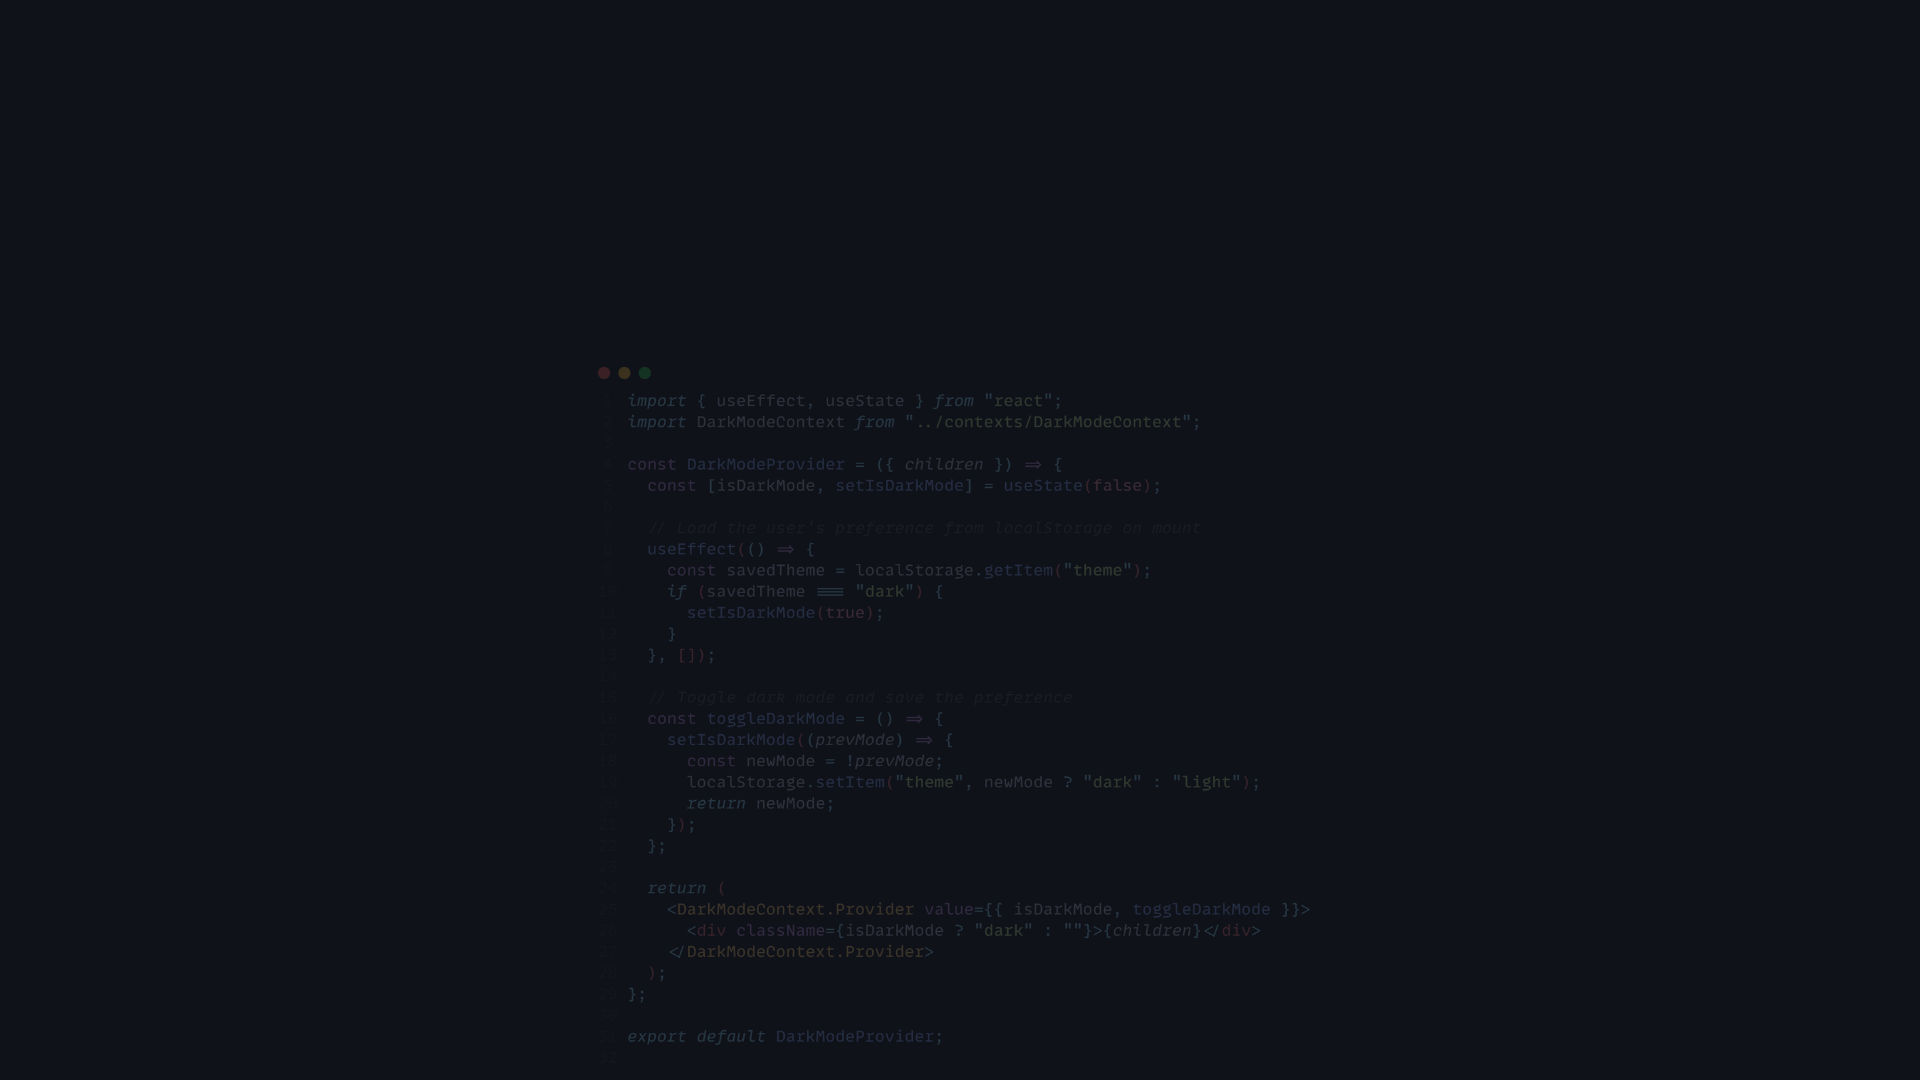 1 import { useEffect, useState } from "react";
2 import DarkModeContext from "../contexts/DarkModeContext";
3
4 const DarkModeProvider = ({ children }) => {
5   const [isDarkMode, setIsDarkMode] = useState(false);
6
7   // Load the user's preference from localStorage on mount
8   useEffect(() => {
9     const savedTheme = localStorage.getItem("theme");
10     if (savedTheme === "dark") {
11       setIsDarkMode(true);
12     }
13   }, []);
14
15   // Toggle dark mode and save the preference
16   const toggleDarkMode = () => {
17     setIsDarkMode((prevMode) => {
18       const newMode = !prevMode;
19       localStorage.setItem("theme", newMode ? "dark" : "light");
20       return newMode;
21     });
22   };
23
24   return (
25     <DarkModeContext.Provider value={{ isDarkMode, toggleDarkMode }}>
26       <div className={isDarkMode ? "dark" : ""}>{children}</div>
27     </DarkModeContext.Provider>
28   );
29 };
30
31 export default DarkModeProvider;
32